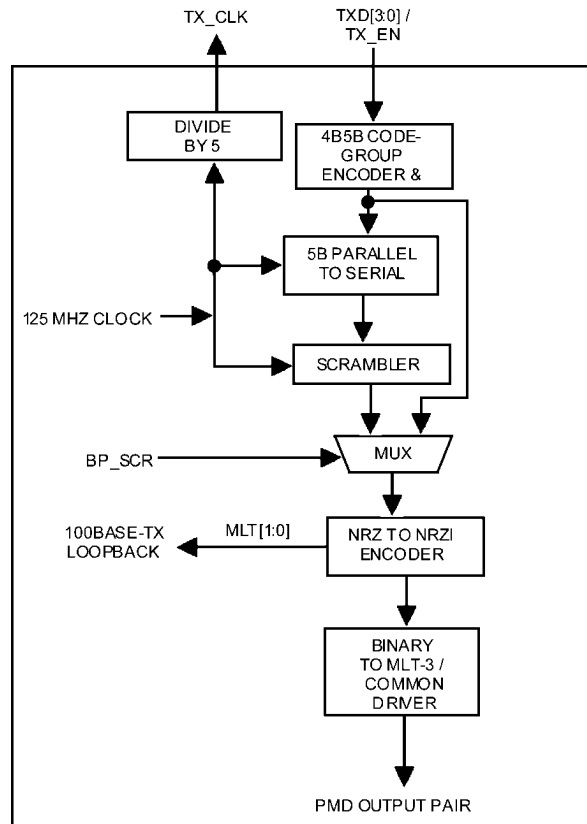 TX_CLK
TXD[3:0] /
TX_EN
DIVIDE
BY 5
4B5B CODE-
GROUP
ENCODER &
5B PARALLEL
TO SERIAL
125 MHZ CLOCK
SCRAMBLER
BP_SCR
MUX
100BASE-TX
LOOPBACK
MLT[1:0]
NRZ TO NRZI
ENCODER
BINARY
TO MLT-3 /
COMMON
DRIVER
PMD OUTPUT PAIR